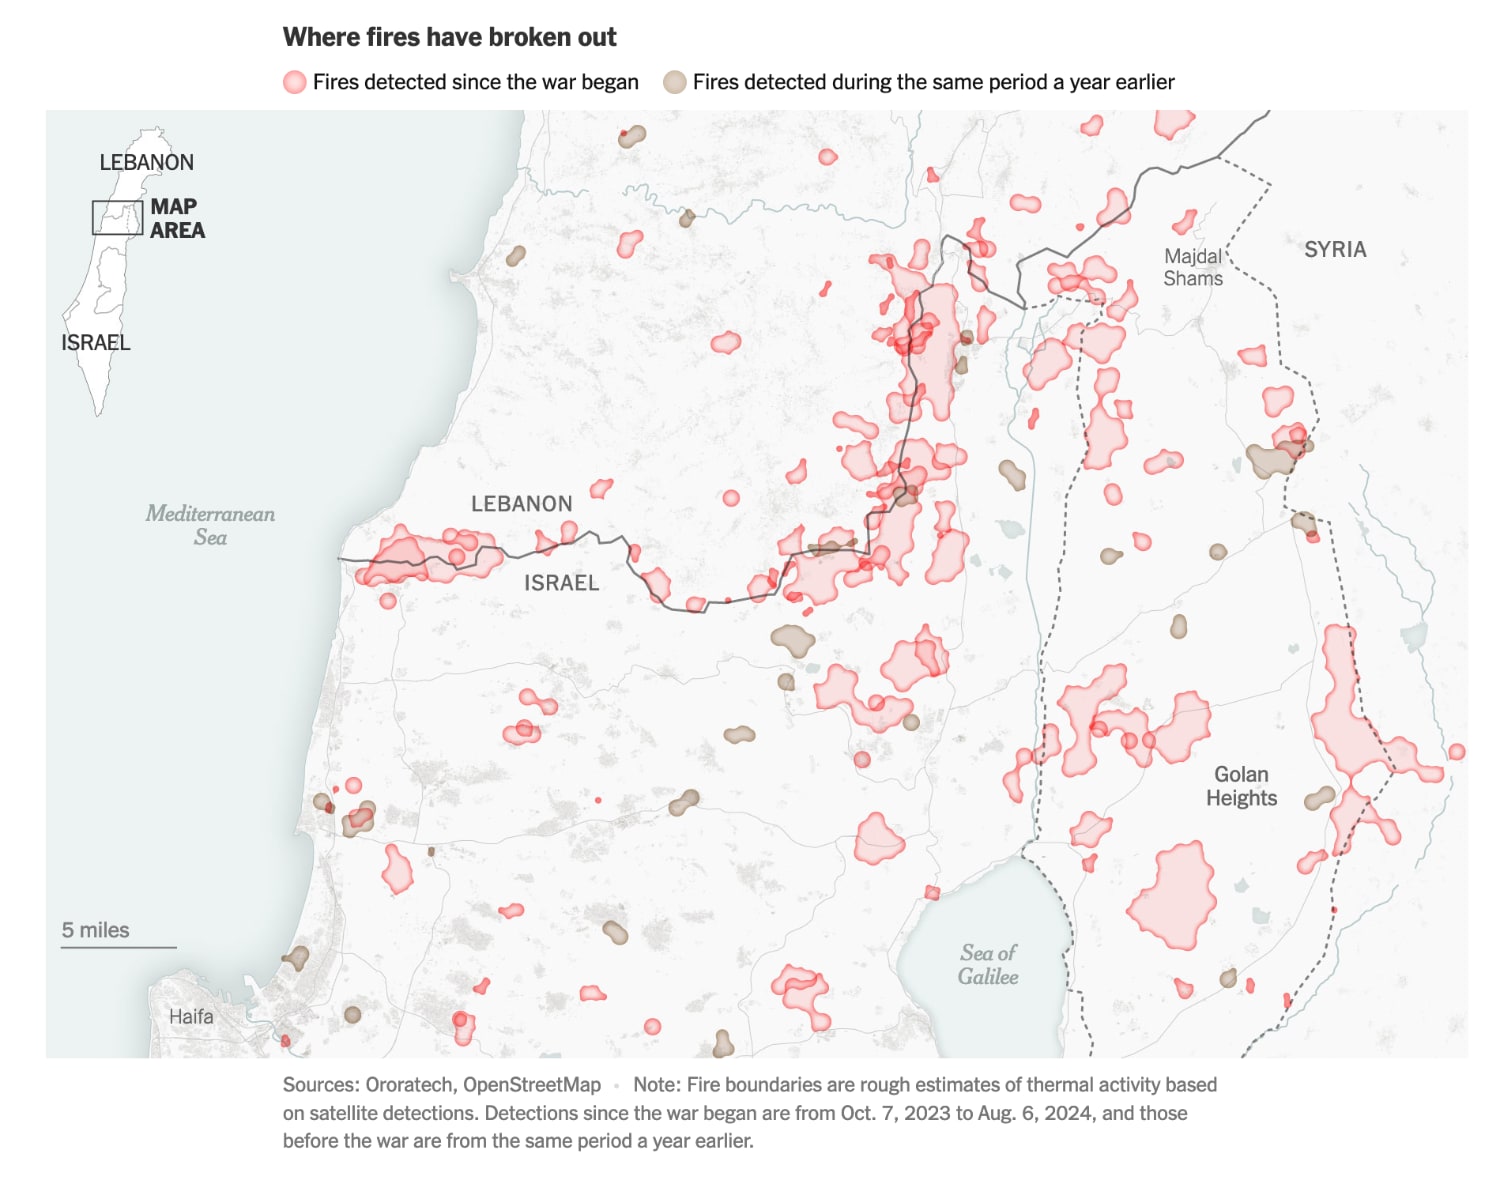 Where fires have broken out
Fires detected since the war began
Fires detected during the same period a year earlier
LEBANON
MAP
AREA
ISRAEL
SYRIA
Majdal
Shams
LEBANON
Mediterranean
Sea
ISRAEL
Golan
Heights
5 miles
Sea of
Galilee
Haifa
Sources: Ororatech, OpenStreetMap • Note: Fire boundaries are rough estimates of thermal activity based
on satellite detections. Detections since the war began are from Oct. 7, 2023 to Aug. 6, 2024, and those
before the war are from the same period a year earlier.